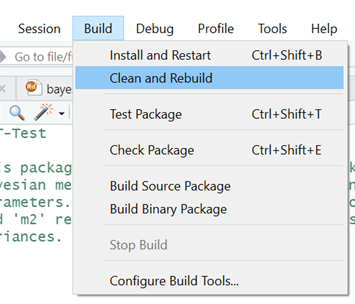 Session Build Debug Profile Tools Help
Go to file/f
Install and Restart Ctrl+Shift+B
baye
Clean and Rebuild
Test Package Ctrl+Shift+T
-Test
Check Package Ctrl+Shift+E
s packag
yesian me
Build Source Package
rameters.
Build Binary Package
d 'm2' re
riances.
Stop Build
Configure Build Tools...